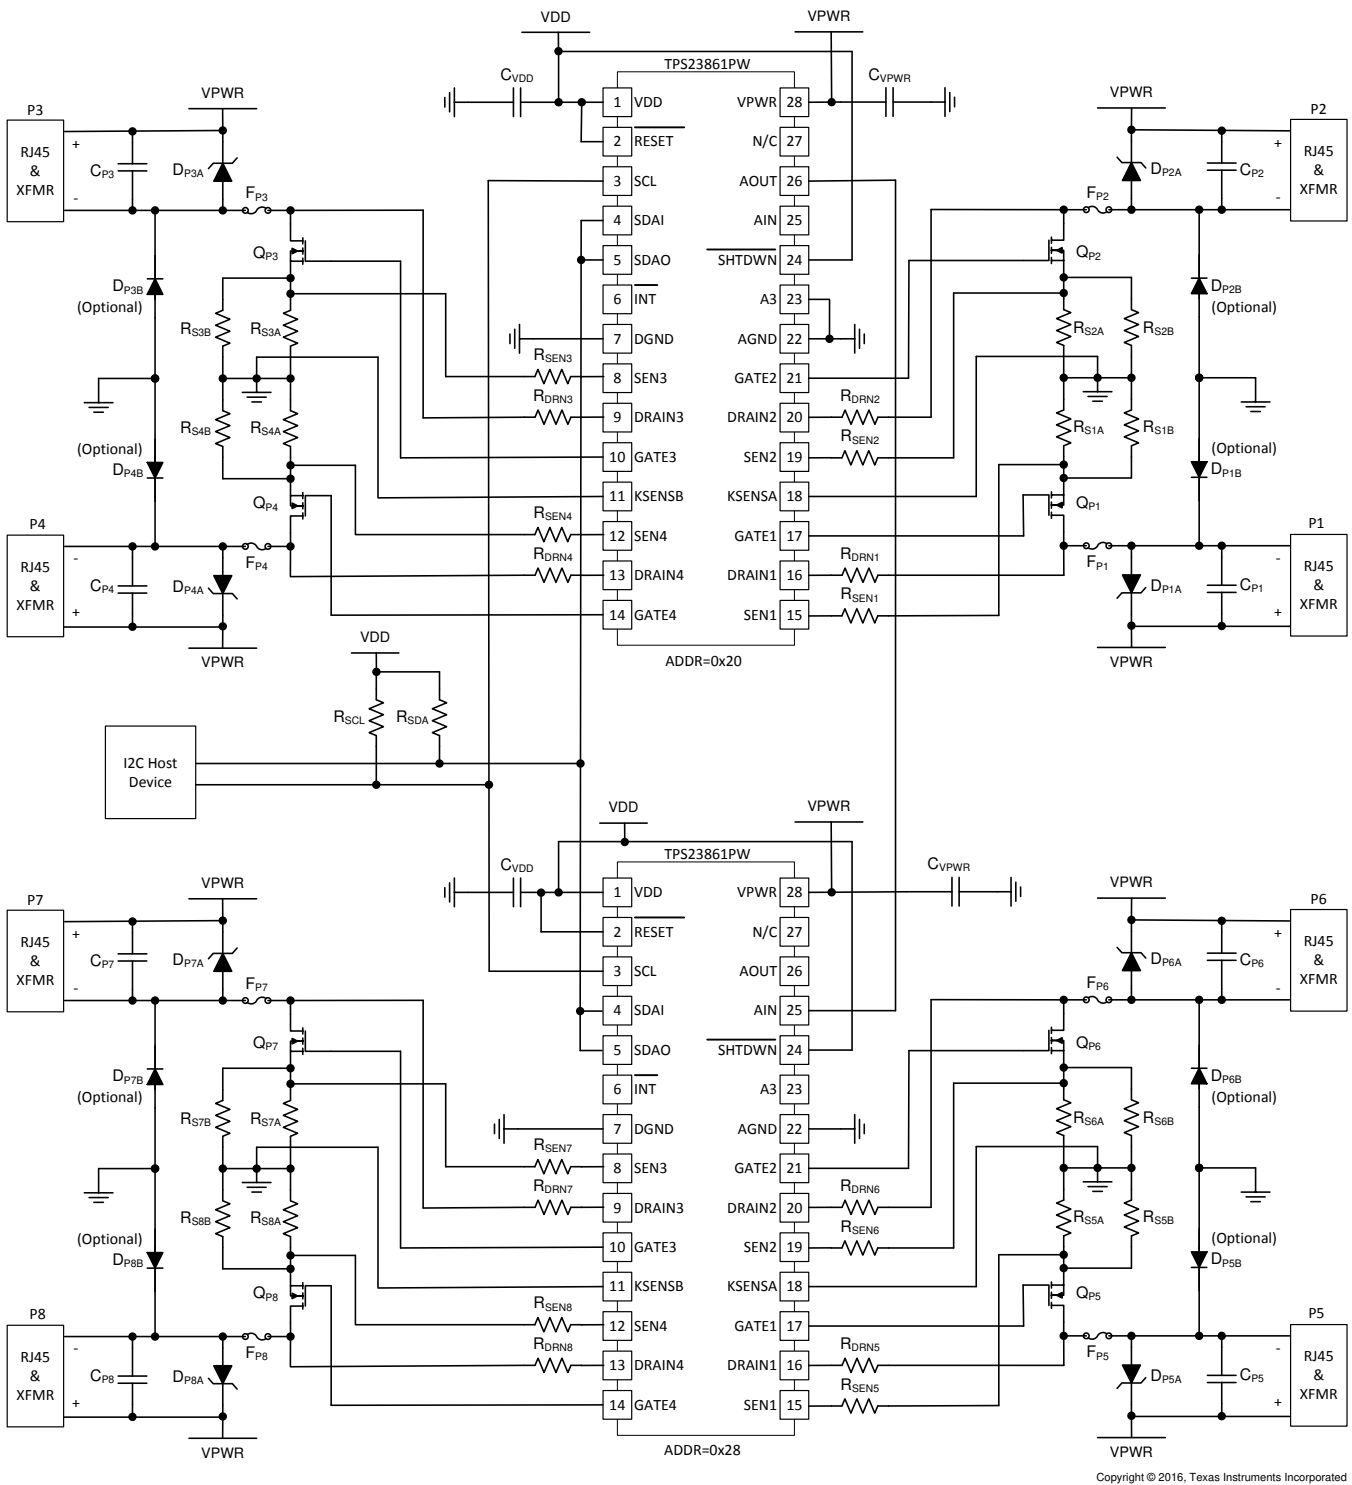 VDD
VPWR
TPS23861PW
CVDD
CVPWR
1 VDD
2 RESET
3 SCL
4 SDAI
5 SDAO
6 INT
7 DGND
8 SEN3
9 DRAIN3
10 GATE3
11 KSENSB
12 SEN4
13 DRAIN4
14 GATE4
VPWR 28
N/C 27
AOUT 26
AIN 25
SHTDWN 24
A3 23
AGND 22
GATE2 21
DRAIN2 20
SEN2 19
KSENSA 18
GATE1 17
DRAIN1 16
SEN1 15
ADDR=0x20
P3
VPWR
RJ45
&
XFMR
+
-
CP3
DP3A
FP3
QP3
DP3B
(Optional)
RS3B
RS3A
RS4B
RS4A
(Optional)
DP4B
QP4
P4
RJ45
&
XFMR
-
+
CP4
DP4A
FP4
VPWR
RSEN3
RDRN3
RSEN4
RDRN4
VPWR
P2
RJ45
&
XFMR
+
-
DP2A
CP2
FP2
QP2
DP2B
(Optional)
RS2A
RS2B
RS1A
RS1B
(Optional)
DP1B
QP1
P1
RJ45
&
XFMR
-
+
FP1
DP1A
CP1
VPWR
RDRN2
RSEN2
RDRN1
RSEN1
VDD
RSCL
RSDA
I2C Host
Device
VDD
VPWR
TPS23861PW
CVDD
CVPWR
1 VDD
2 RESET
3 SCL
4 SDAI
5 SDAO
6 INT
7 DGND
8 SEN3
9 DRAIN3
10 GATE3
11 KSENSB
12 SEN4
13 DRAIN4
14 GATE4
VPWR 28
N/C 27
AOUT 26
AIN 25
SHTDWN 24
A3 23
AGND 22
GATE2 21
DRAIN2 20
SEN2 19
KSENSA 18
GATE1 17
DRAIN1 16
SEN1 15
ADDR=0x28
P7
VPWR
RJ45
&
XFMR
+
-
CP7
DP7A
FP7
QP7
DP7B
(Optional)
RS7B
RS7A
RS8B
RS8A
(Optional)
DP8B
QP8
P8
RJ45
&
XFMR
-
+
CP8
DP8A
FP8
VPWR
RSEN7
RDRN7
RSEN8
RDRN8
VPWR
P6
RJ45
&
XFMR
+
-
DP6A
CP6
FP6
QP6
DP6B
(Optional)
RS6A
RS6B
RS5A
RS5B
(Optional)
DP5B
QP5
P5
RJ45
&
XFMR
-
+
FP5
DP5A
CP5
VPWR
RDRN6
RSEN6
RDRN5
RSEN5
Copyright © 2016, Texas Instruments Incorporated